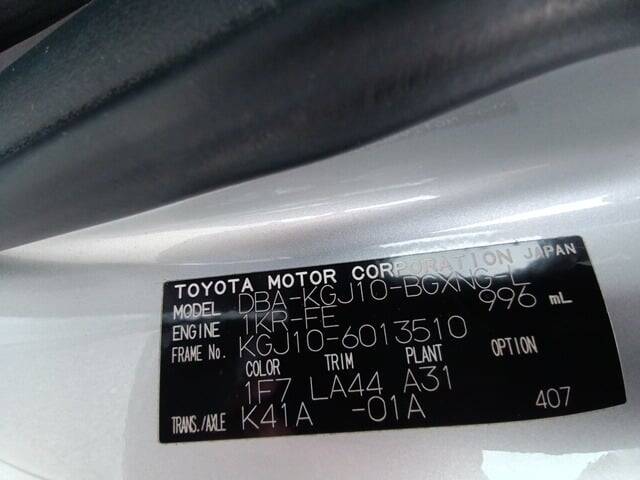 TOYOTA MOTOR CORPORATION JAPAN
MODEL DBA-KGJ10-BGXNG-L
ENGINE 1KR-FE 996 mL
FRAME No. KGJ10-6013510
COLOR TRIM PLANT OPTION
1F7 LA44 A31
TRANS./AXLE K41A -01A 407